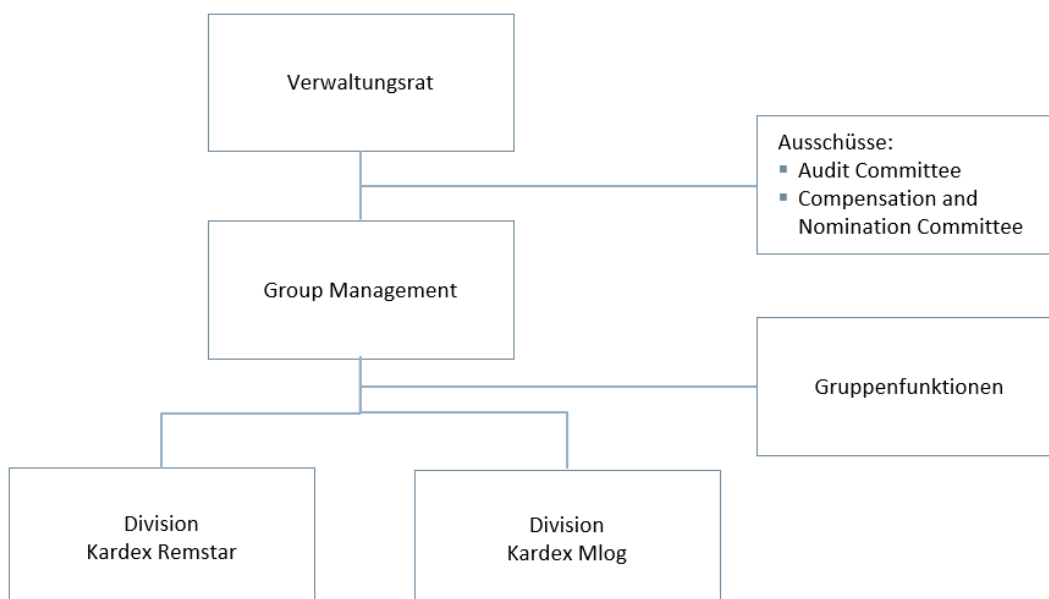 Verwaltungsrat
Ausschüsse:
▪ Audit Committee
▪ Compensation and
Nomination Committee
Group Management
Gruppenfunktionen
Division
Kardex Remstar
Division
Kardex Mlog